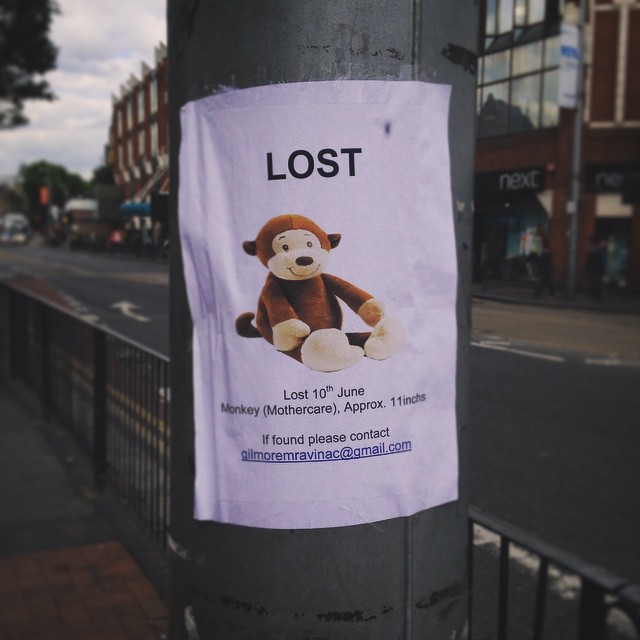 LOST
Lost 10th June
Monkey (Mothercare), Approx. 11inchs
If found please contact
gilmoremravinac@gmail.com
next